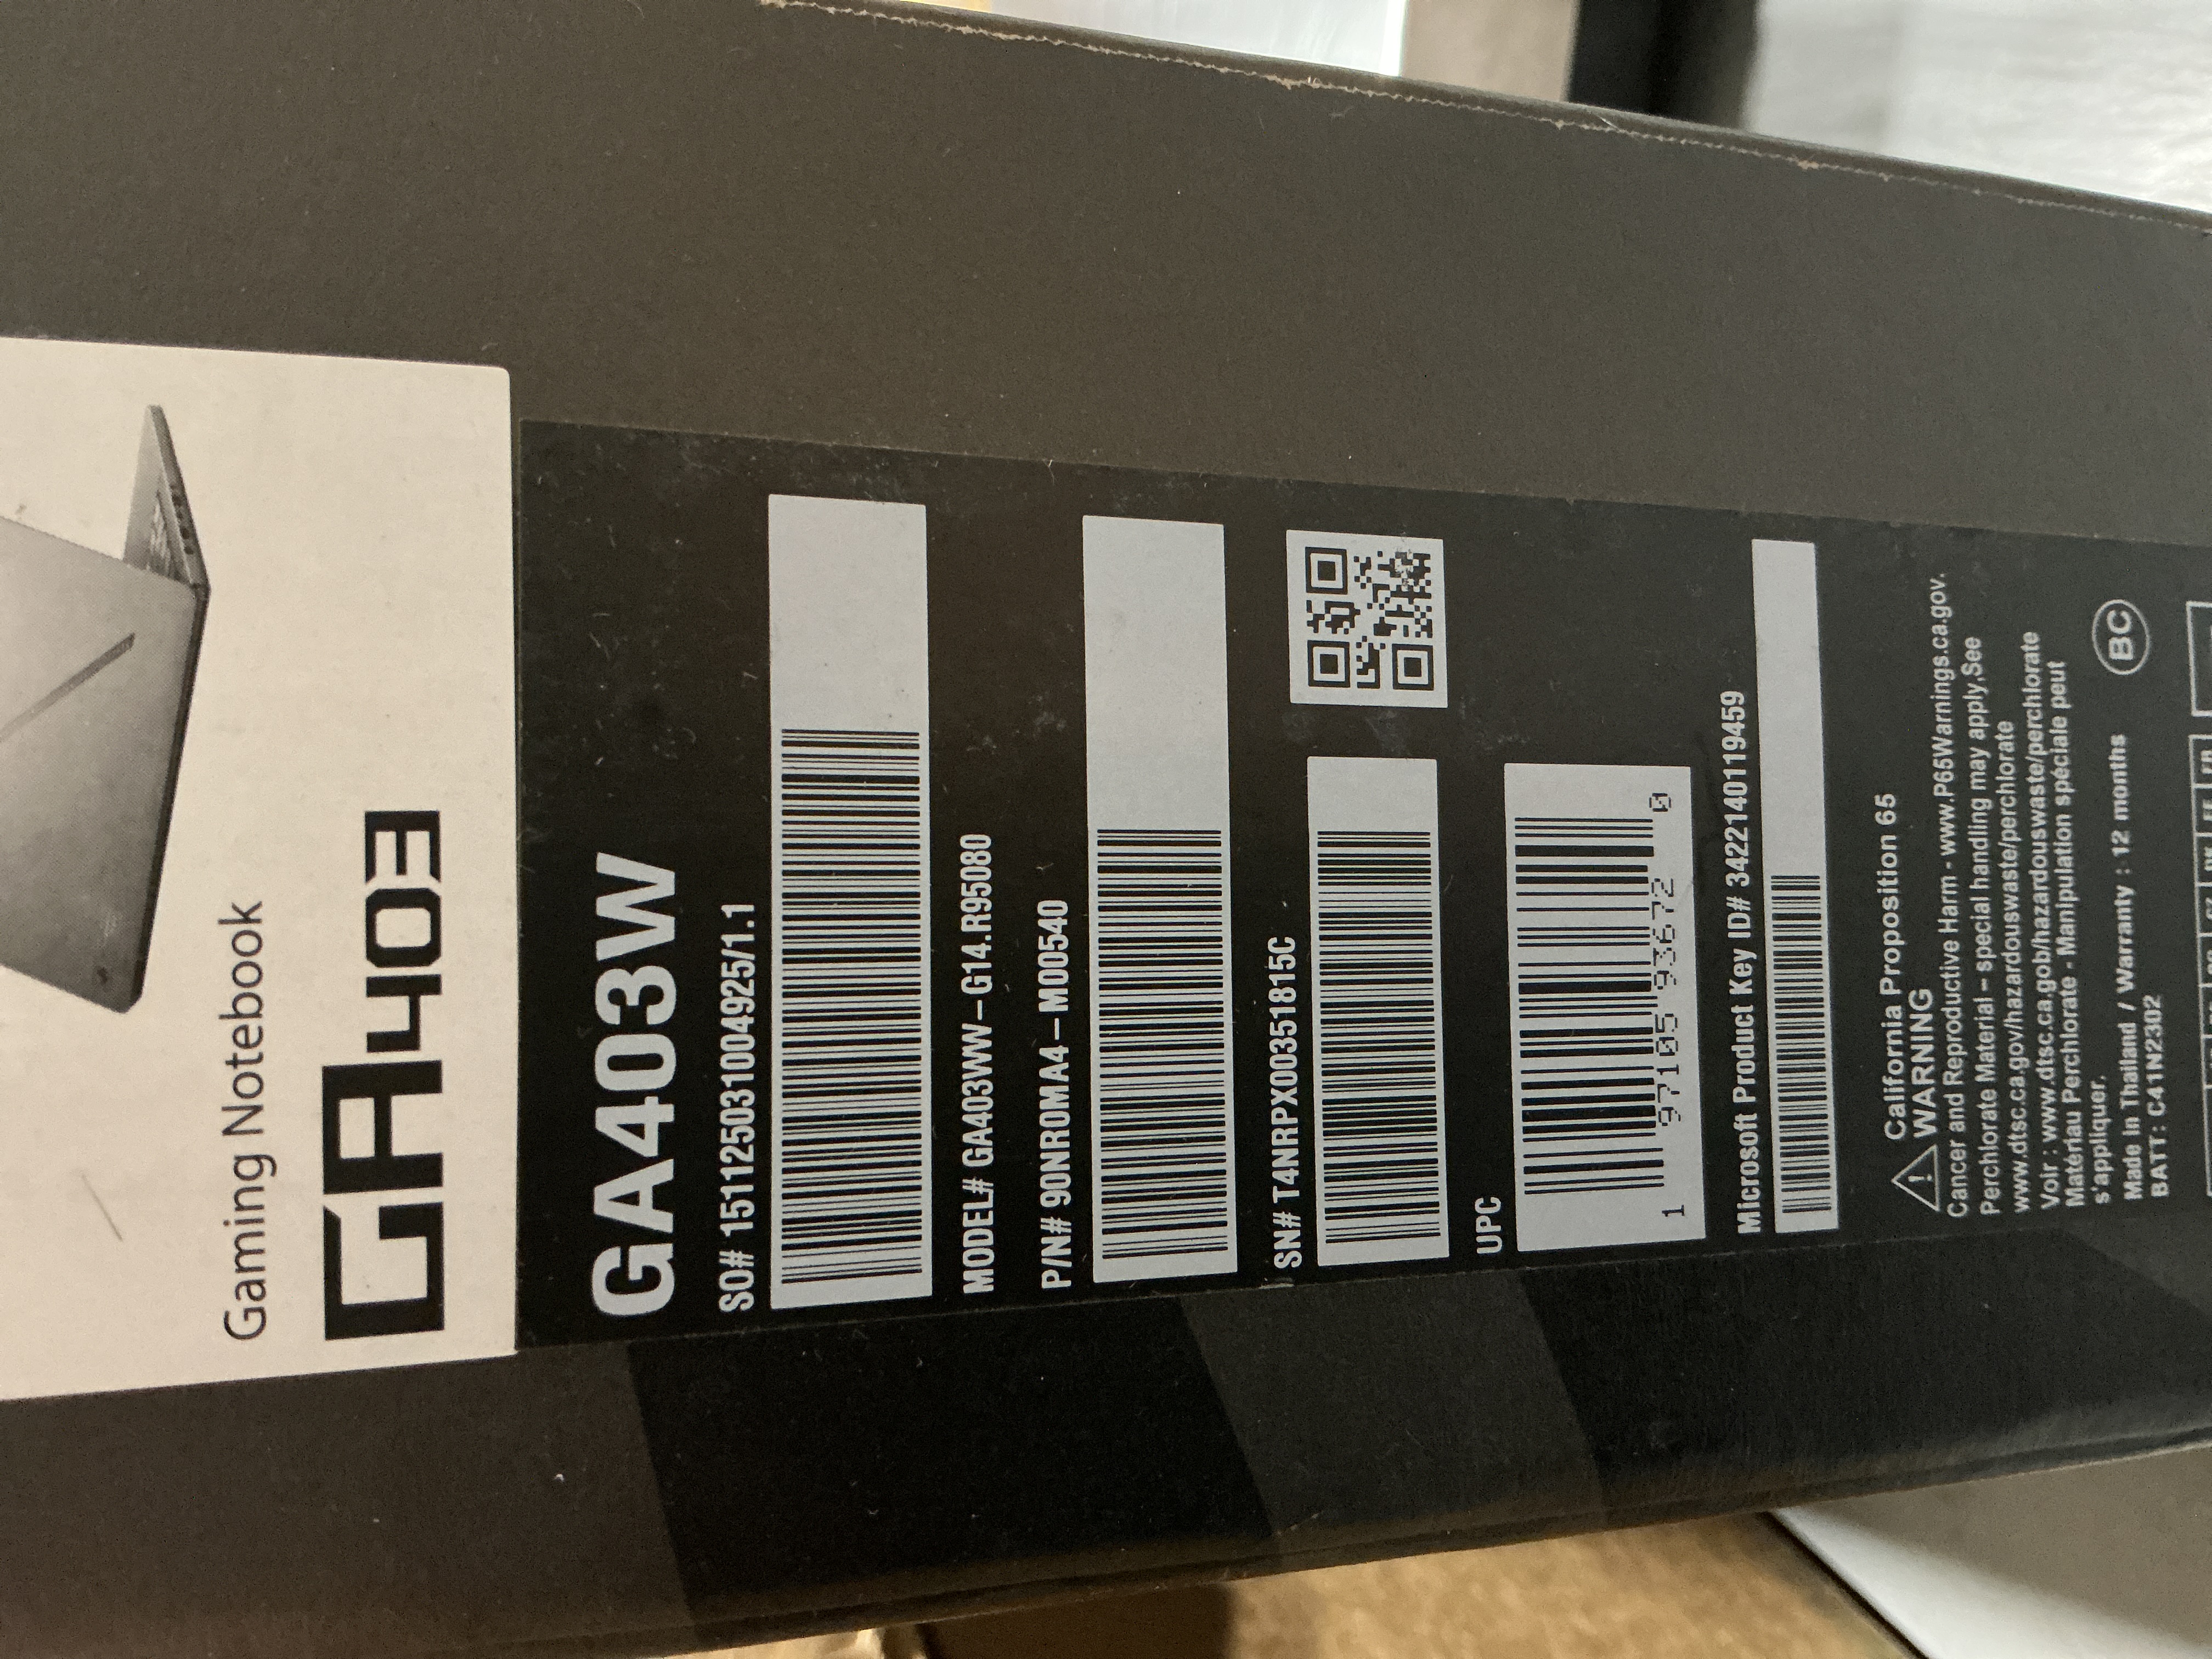 Gaming Notebook
GA403
GA403W
SO# 151125031004925/1.1
MODEL# GA403WW-G14.R95080
P/N# 90NR0MA4-M00540
SN# T4NRPX00351815C
UPC
1 97105 93672 0
Microsoft Product Key ID# 3422140119459
California Proposition 65
WARNING
Cancer and Reproductive Harm - www.P65Warnings.ca.gov.
Perchlorate Material – special handling may apply.See
www.dtsc.ca.gov/hazardouswaste/perchlorate
Voir : www.dtsc.ca.gob/hazardouswaste/perchlorate
Matériau Perchlorate - Manipulation spéciale peut
s'appliquer.
Made in Thailand / Warranty : 12 months
BATT: C41N2302
BC